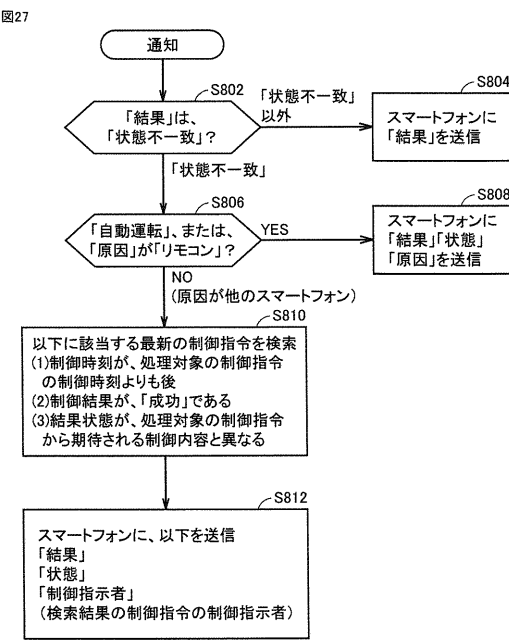 図27
通知
S802
「結果」は、
「状態不一致」?
「状態不一致」
以外
S804
スマートフォンに
「結果」を送信
「状態不一致」
S806
「自動運転」、または、
「原因」が「リモコン」?
YES
S808
スマートフォンに
「結果」「状態」
「原因」を送信
NO
(原因が他のスマートフォン)
S810
以下に該当する最新の制御指令を検索
(1)制御時刻が、処理対象の制御指令
の制御時刻よりも後
(2)制御結果が、「成功」である
(3)結果状態が、処理対象の制御指令
から期待される制御内容と異なる
S812
スマートフォンに、以下を送信
「結果」
「状態」
「制御指示者」
(検索結果の制御指令の制御指示者)